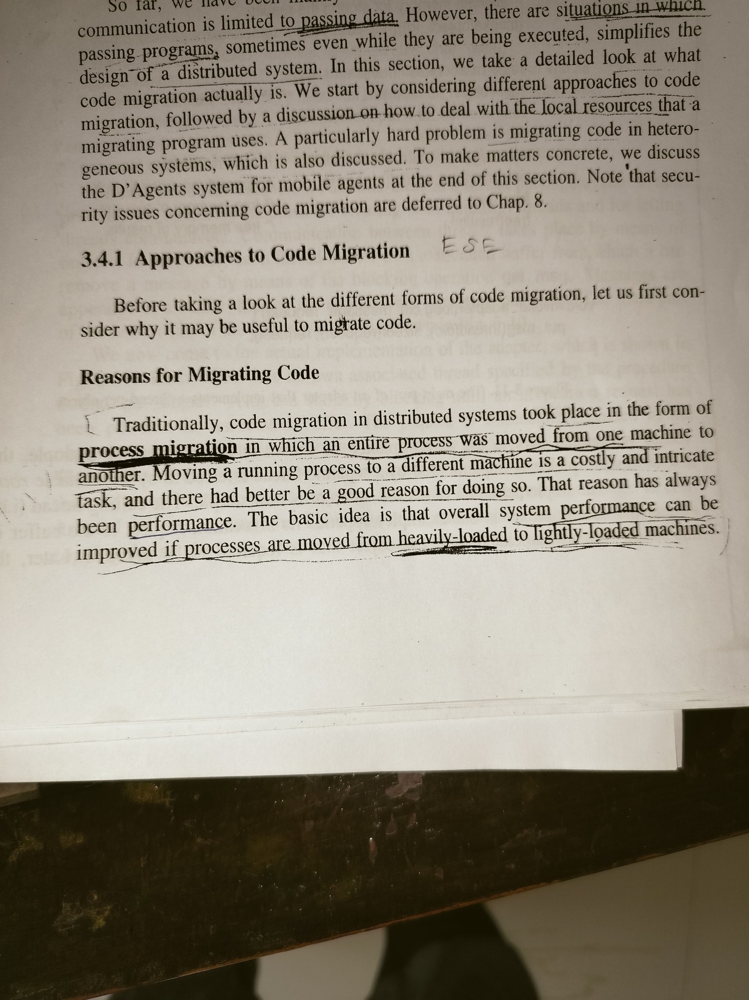 So far, we have been
communication is limited to passing data. However, there are situations in which
passing programs, sometimes even while they are being executed, simplifies the
design of a distributed system. In this section, we take a detailed look at what
code migration actually is. We start by considering different approaches to code
migration, followed by a discussion on how to deal with the local resources that a
migrating program uses. A particularly hard problem is migrating code in hetero-
geneous systems, which is also discussed. To make matters concrete, we discuss
the D'Agents system for mobile agents at the end of this section. Note that secu-
rity issues concerning code migration are deferred to Chap. 8.
3.4.1 Approaches to Code Migration ESE
Before taking a look at the different forms of code migration, let us first con-
sider why it may be useful to migrate code.
Reasons for Migrating Code
Traditionally, code migration in distributed systems took place in the form of
process migration in which an entire process was moved from one machine to
another. Moving a running process to a different machine is a costly and intricate
task, and there had better be a good reason for doing so. That reason has always
been performance. The basic idea is that overall system performance can be
improved if processes are moved from heavily-loaded to lightly-loaded machines.